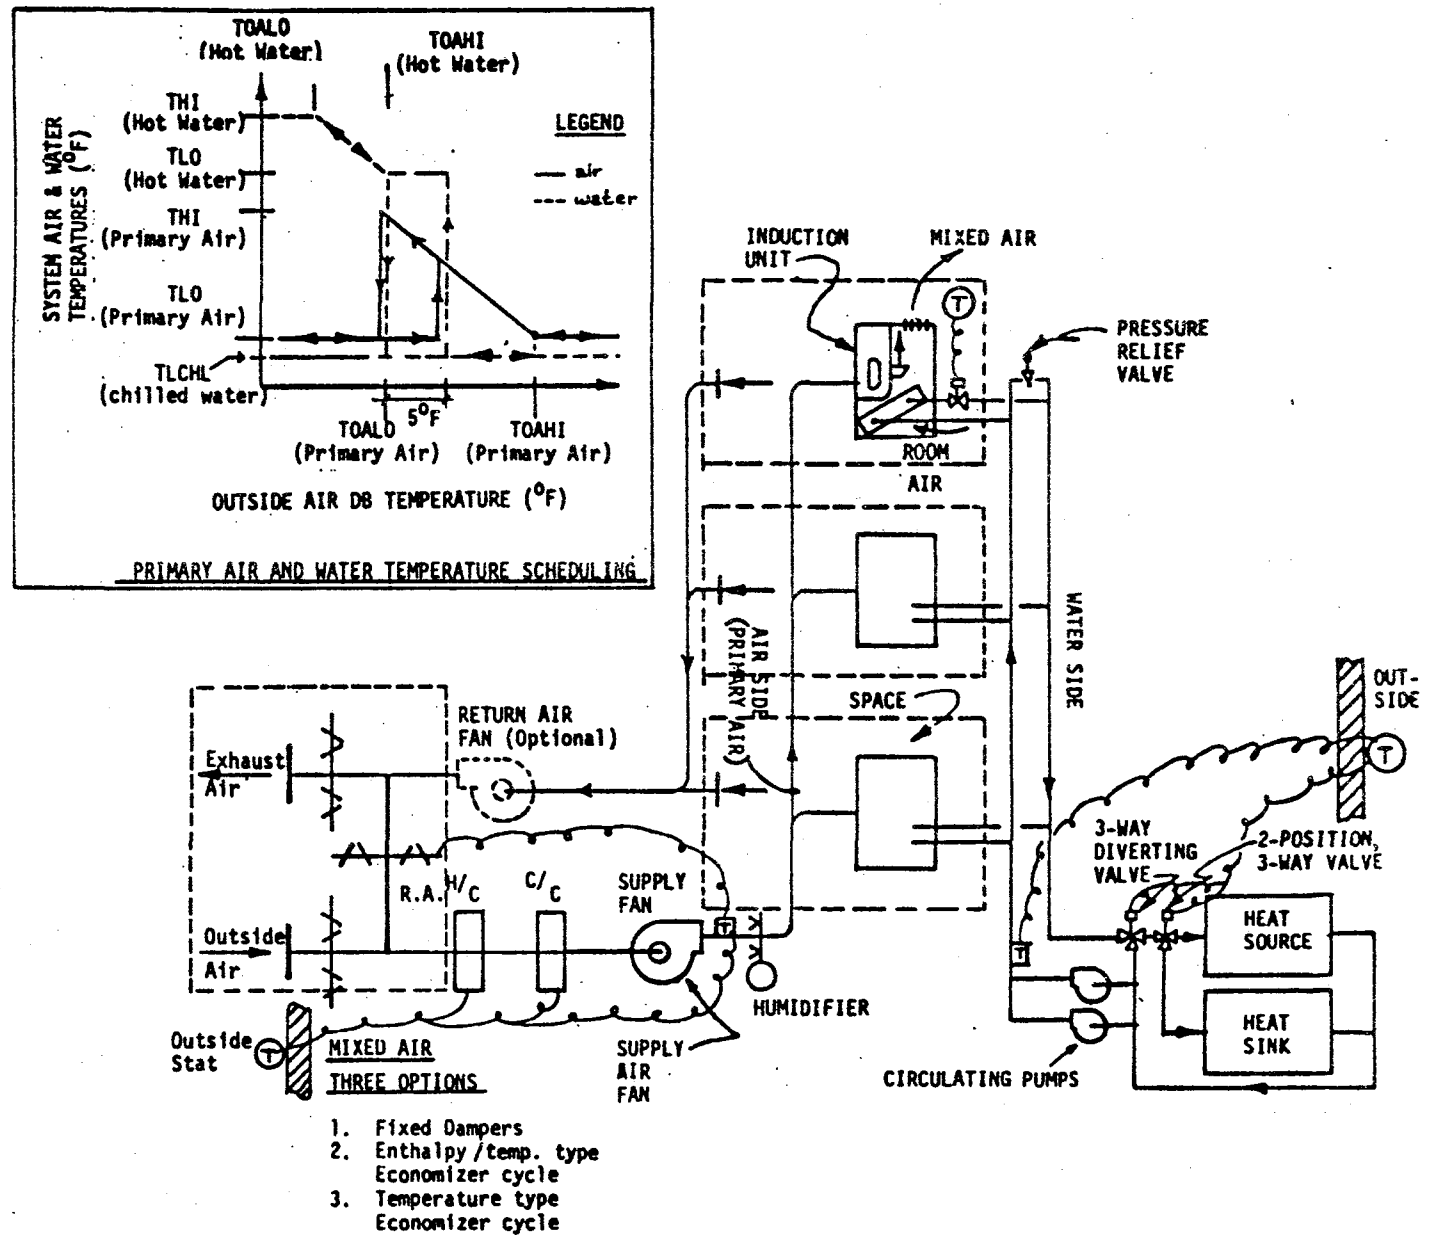 TOALO
(Hot Water)
TOAHI
(Hot Water)
SYSTEM AIR & WATER
TEMPERATURES (°F)
THI
(Hot Water)
TLO
(Hot Water)
THI
(Primary Air)
TLO
(Primary Air)
TLCHL
(chilled water)
LEGEND
air
water
5°F
TOALO
(Primary Air)
TOAHI
(Primary Air)
OUTSIDE AIR DB TEMPERATURE (°F)
PRIMARY AIR AND WATER TEMPERATURE SCHEDULING
INDUCTION
UNIT
MIXED AIR
T
PRESSURE
RELIEF
VALVE
ROOM
AIR
AIR SIDE
(PRIMARY AIR)
WATER SIDE
SPACE
OUT-
SIDE
T
RETURN AIR
FAN (Optional)
Exhaust
Air
R.A.
H/C
C/C
SUPPLY
FAN
T
Outside
Air
HUMIDIFIER
Outside
Stat
T
MIXED AIR
THREE OPTIONS
SUPPLY
AIR
FAN
3-WAY
DIVERTING
VALVE
2-POSITION,
3-WAY VALVE
HEAT
SOURCE
T
HEAT
SINK
CIRCULATING PUMPS
1. Fixed Dampers
2. Enthalpy/temp. type
Economizer cycle
3. Temperature type
Economizer cycle